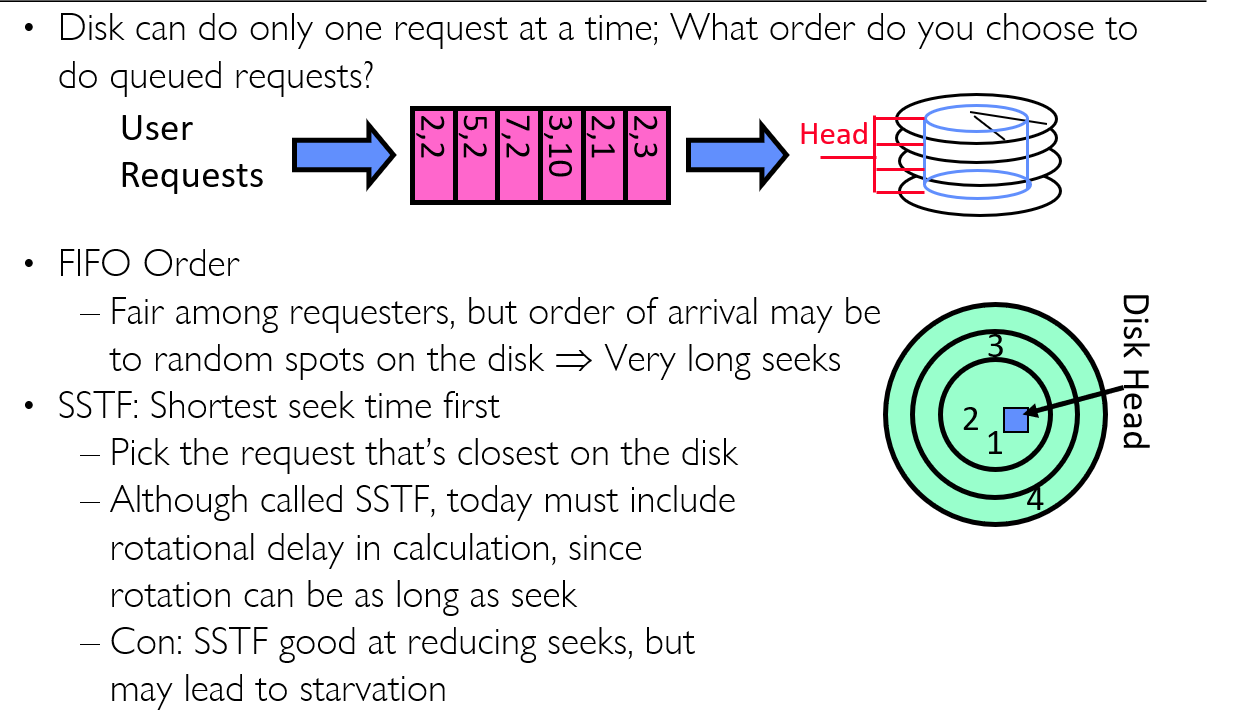 • Disk can do only one request at a time; What order do you choose to
do queued requests?
User
Requests
2,2
5,2
7,2
3,10
2,1
2,3
Head
• FIFO Order
– Fair among requesters, but order of arrival may be
to random spots on the disk ⇒ Very long seeks
• SSTF: Shortest seek time first
– Pick the request that’s closest on the disk
– Although called SSTF, today must include
rotational delay in calculation, since
rotation can be as long as seek
– Con: SSTF good at reducing seeks, but
may lead to starvation
Disk Head
3
2
1
4